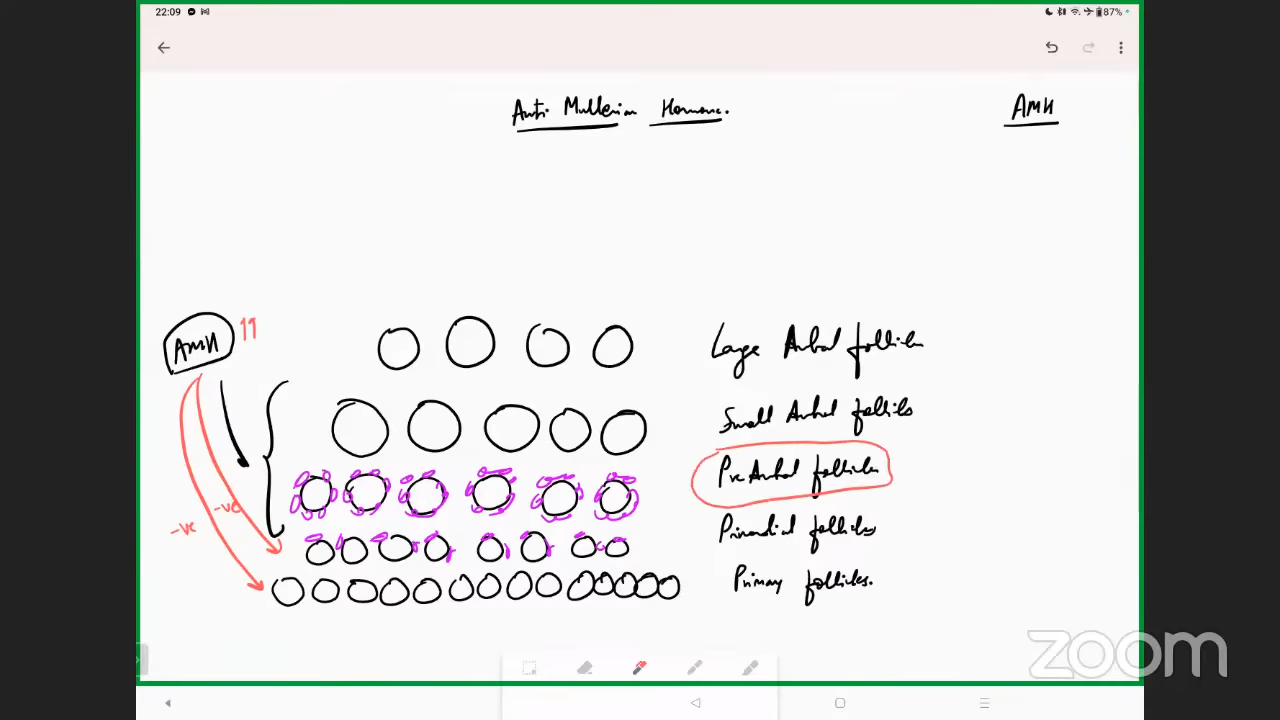 22:09
87%
Anti Mullerian Hormone.
AMH
AMH ↑↑
Large Antral follicles
Small Antral follicles
Pre Antral follicles
-ve
-ve
Primordial follicles
Primary follicles.
zoom